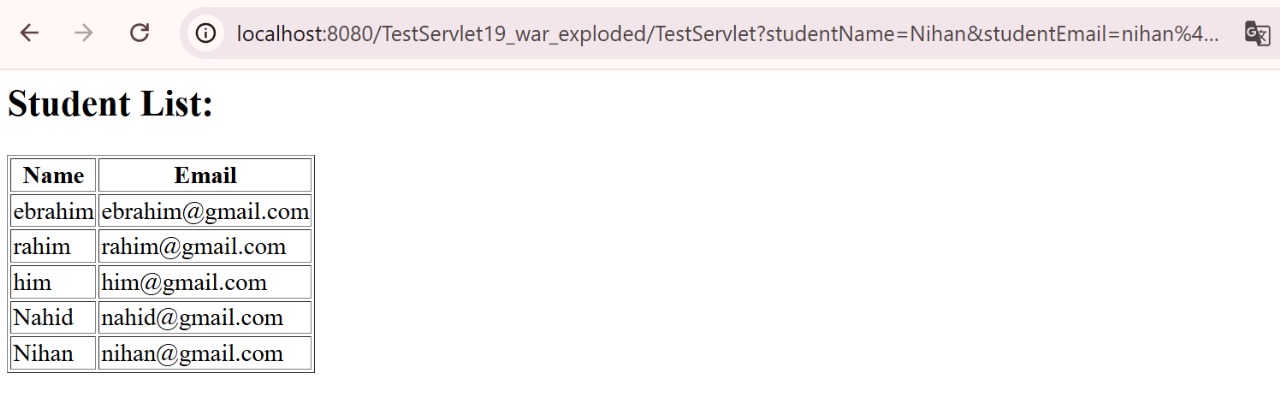 localhost:8080/TestServlet19_war_exploded/TestServlet?studentName=Nihan&studentEmail=nihan%4...
Student List:
Name Email
ebrahim ebrahim@gmail.com
rahim rahim@gmail.com
him him@gmail.com
Nahid nahid@gmail.com
Nihan nihan@gmail.com